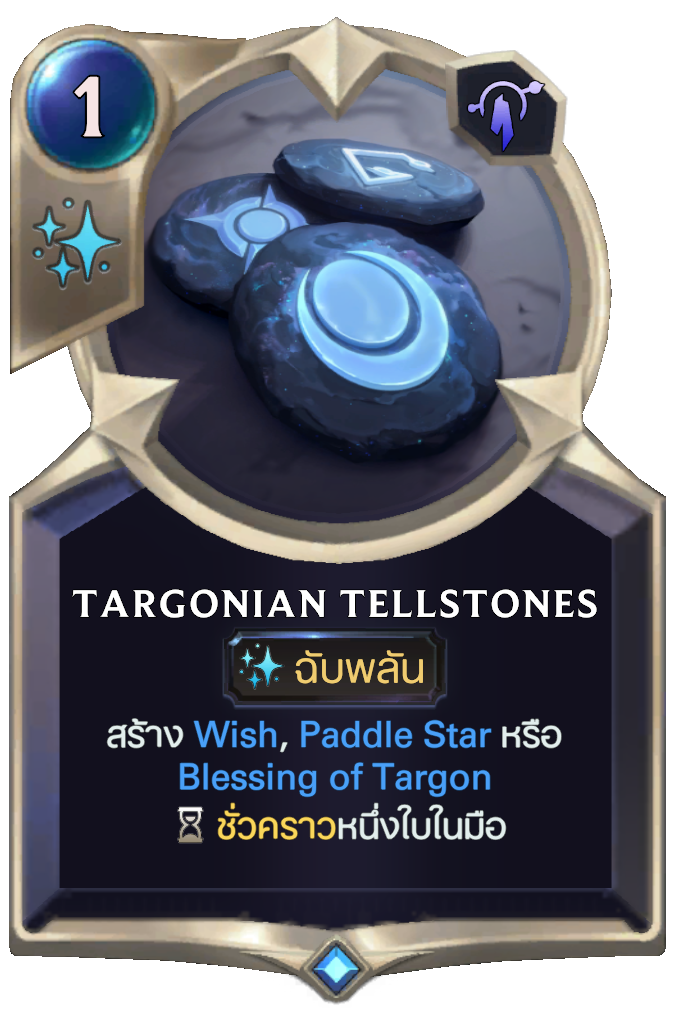 1
TARGONIAN TELLSTONES
ฉับพลัน
สร้าง Wish, Paddle Star หรือ
Blessing of Targon
ชั่วคราวหนึ่งใบในมือ